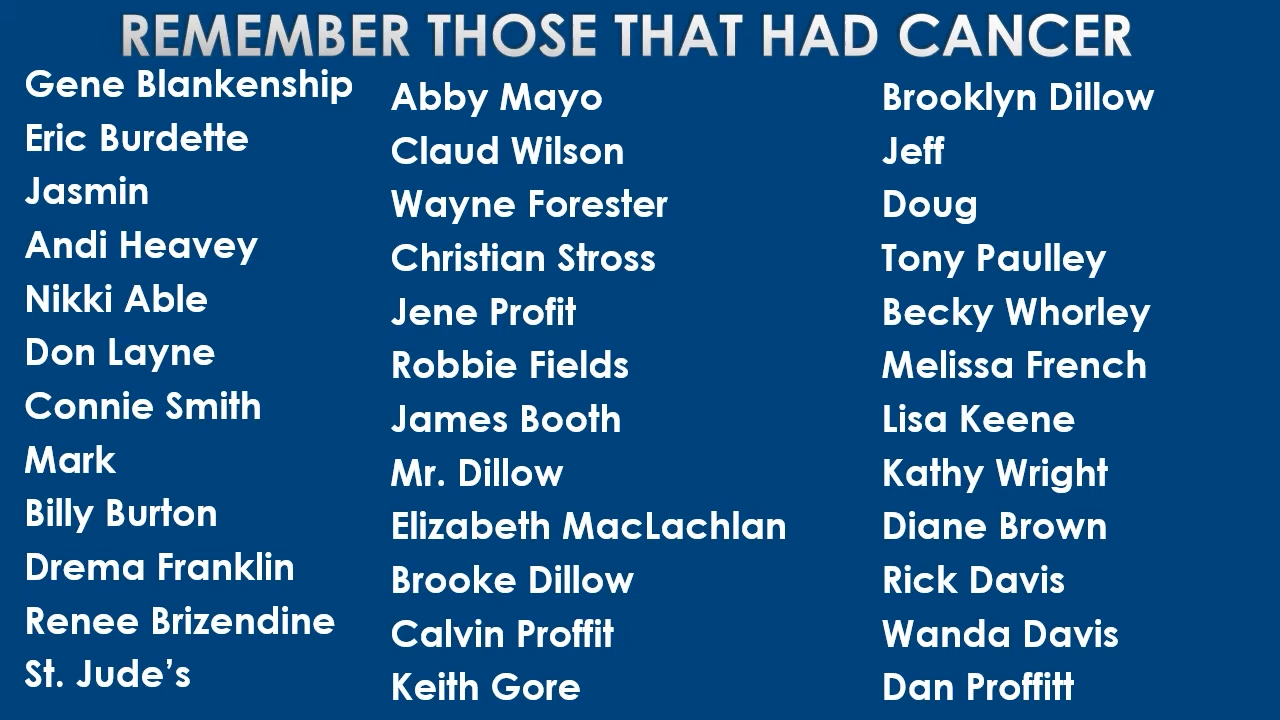 REMEMBER THOSE THAT HAD CANCER
Gene Blankenship
Eric Burdette
Jasmin
Andi Heavey
Nikki Able
Don Layne
Connie Smith
Mark
Billy Burton
Drema Franklin
Renee Brizendine
St. Jude’s
Abby Mayo
Claud Wilson
Wayne Forester
Christian Stross
Jene Profit
Robbie Fields
James Booth
Mr. Dillow
Elizabeth MacLachlan
Brooke Dillow
Calvin Proffit
Keith Gore
Brooklyn Dillow
Jeff
Doug
Tony Paulley
Becky Whorley
Melissa French
Lisa Keene
Kathy Wright
Diane Brown
Rick Davis
Wanda Davis
Dan Proffitt